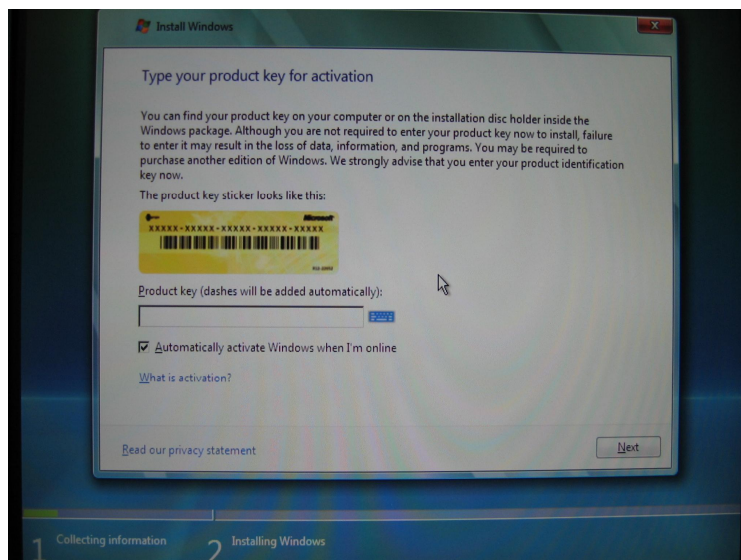 Install Windows
Type your product key for activation
You can find your product key on your computer or on the installation disc holder inside the
Windows package. Although you are not required to enter your product key now to install, failure
to enter it may result in the loss of data, information, and programs. You may be required to
purchase another edition of Windows. We strongly advise that you enter your product identification
key now.
The product key sticker looks like this:
Microsoft
XXXXX-XXXXX-XXXXX-XXXXX-XXXXX
Product key (dashes will be added automatically):
Automatically activate Windows when I'm online
What is activation?
Read our privacy statement
Next
1 Collecting information
2 Installing Windows